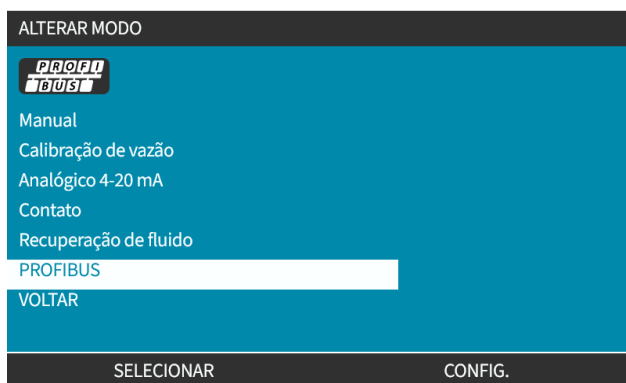 ALTERAR MODO
PROFI
BUS
Manual
Calibração de vazão
Analógico 4-20 mA
Contato
Recuperação de fluido
PROFIBUS
VOLTAR
SELECIONAR CONFIG.